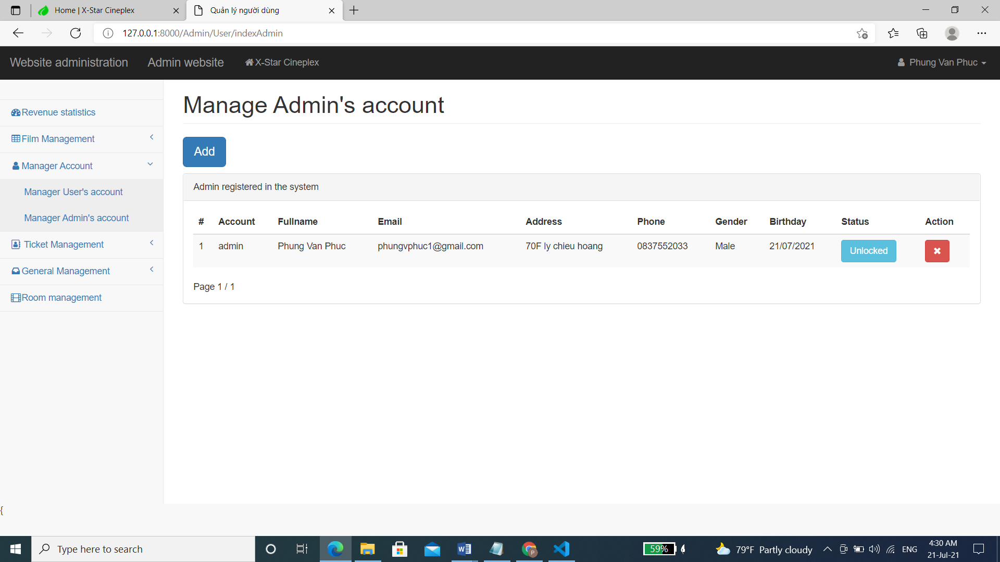 Home | X-Star Cineplex
Quản lý người dùng
127.0.0.1:8000/Admin/User/indexAdmin
Website administration
Admin website
X-Star Cineplex
Phung Van Phuc
Revenue statistics
Film Management
Manager Account
Manager User's account
Manager Admin's account
Ticket Management
General Management
Room management
Manage Admin's account
Add
Admin registered in the system
# Account Fullname Email Address Phone Gender Birthday Status Action
1 admin Phung Van Phuc phungvphuc1@gmail.com 70F ly chieu hoang 0837552033 Male 21/07/2021 Unlocked
Page 1 / 1
{
Type here to search
59%
79°F Partly cloudy
ENG
4:30 AM
21-Jul-21